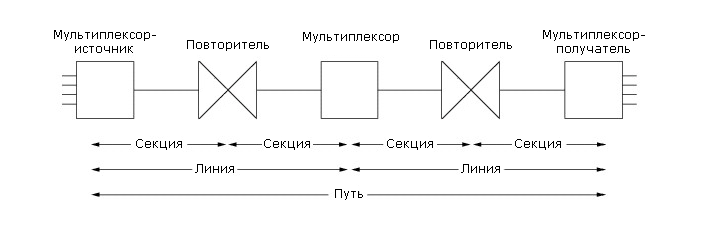 Мультиплексор-
источник
Повторитель
Мультиплексор
Повторитель
Мультиплексор-
получатель
Секция
Секция
Секция
Секция
Линия
Линия
Путь